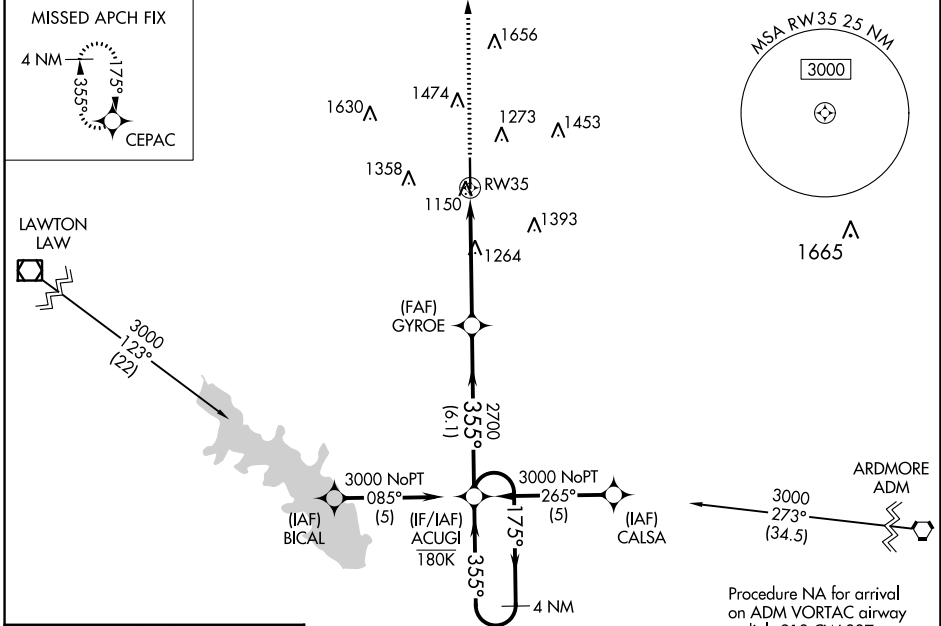 MISSED APCH FIX
4 NM
355°
175°
CEPAC
1656
1474
1630
1273
1453
1358
RW35
1150
1393
1264
MSA RW35 25 NM
3000
1665
LAWTON
LAW
3000
123°
(22)
(FAF)
GYROE
2700
355°
(6.1)
3000 NoPT
085°
(5)
(IAF)
BICAL
(IF/IAF)
ACUGI
180K
3000 NoPT
265°
(5)
(IAF)
CALSA
175°
355°
4 NM
ARDMORE
ADM
3000
273°
(34.5)
Procedure NA for arrival
on ADM VORTAC airway